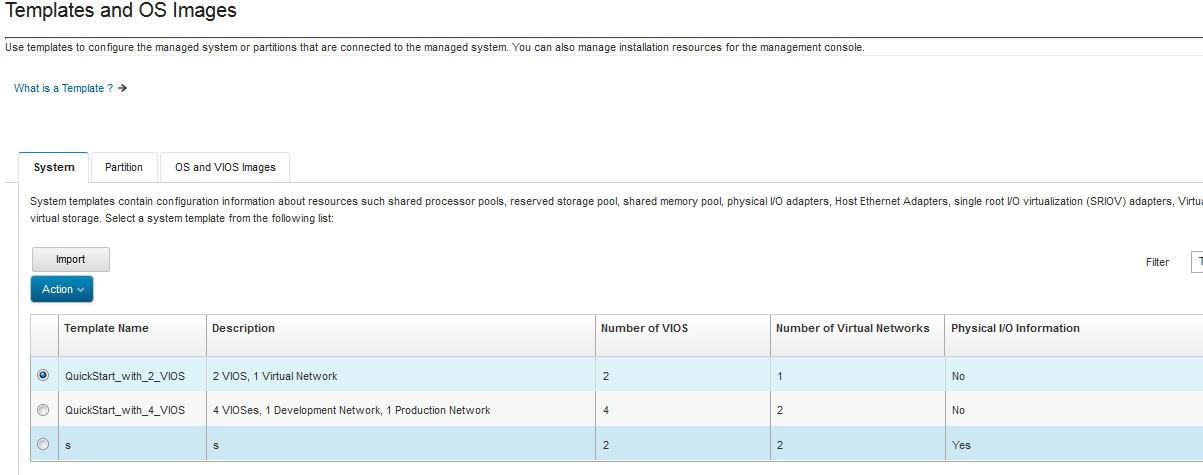 Templates and OS Images
Use templates to configure the managed system or partitions that are connected to the managed system. You can also manage installation resources for the management console.
What is a Template ? →
System Partition OS and VIOS Images
System templates contain configuration information about resources such shared processor pools, reserved storage pool, shared memory pool, physical I/O adapters, Host Ethernet Adapters, single root I/O virtualization (SRIOV) adapters, Virtua
virtual storage. Select a system template from the following list:
Import
Filter T
Action
Template Name Description Number of VIOS Number of Virtual Networks Physical I/O Information
QuickStart_with_2_VIOS 2 VIOS, 1 Virtual Network 2 1 No
QuickStart_with_4_VIOS 4 VIOSes, 1 Development Network, 1 Production Network 4 2 No
s s 2 2 Yes